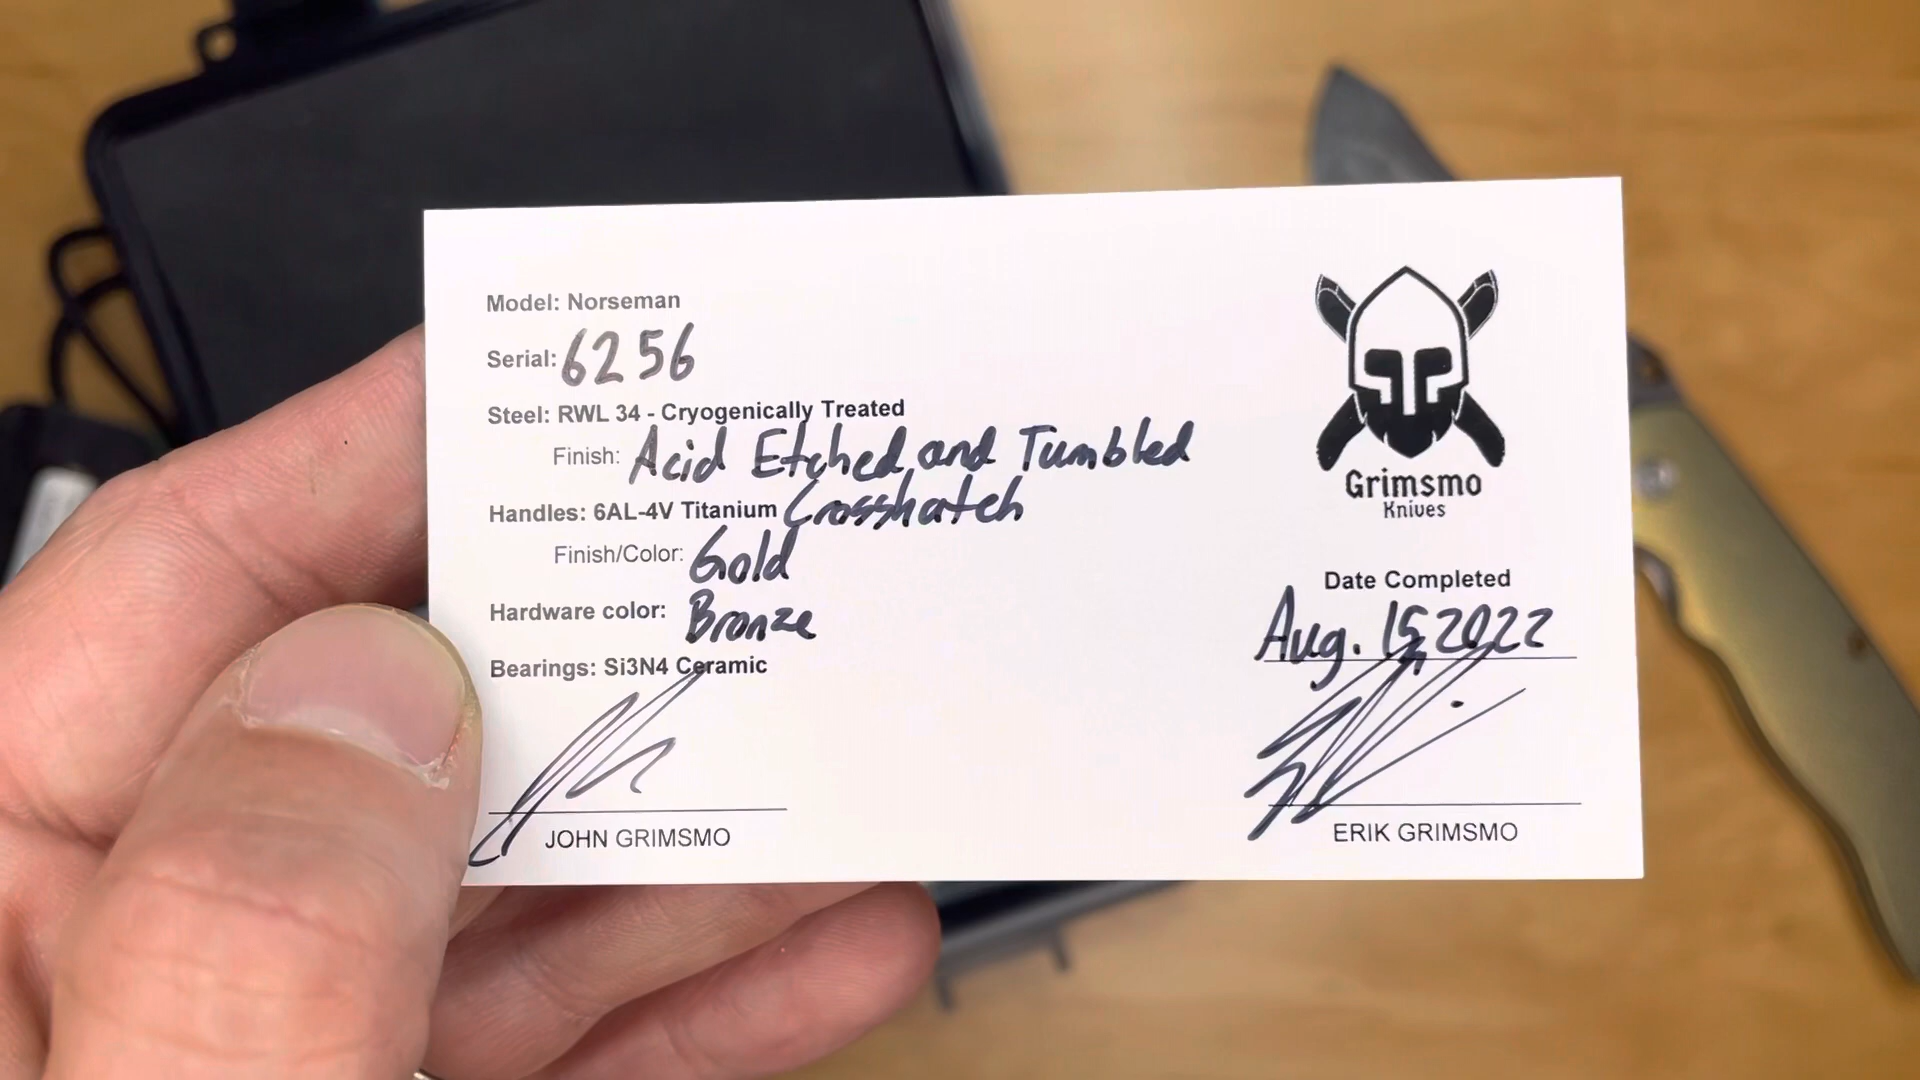 Model: Norseman
Serial: 6256
Steel: RWL 34 - Cryogenically Treated
Finish: Acid Etched and Tumbled
Handles: 6AL-4V Titanium Crosshatch
Finish/Color: Gold
Hardware color: Bronze
Bearings: Si3N4 Ceramic
JOHN GRIMSMO
Grimsmo
Knives
Date Completed
Aug. 15, 2022
ERIK GRIMSMO